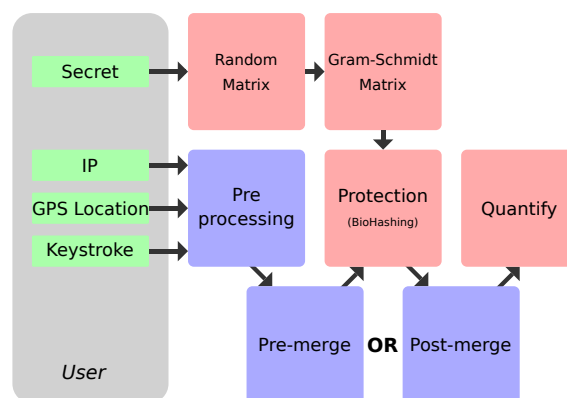 Secret
Random
Matrix
Gram-Schmidt
Matrix
IP
GPS Location
Keystroke
Pre
processing
Protection
(BioHashing)
Quantify
Pre-merge
OR
Post-merge
User